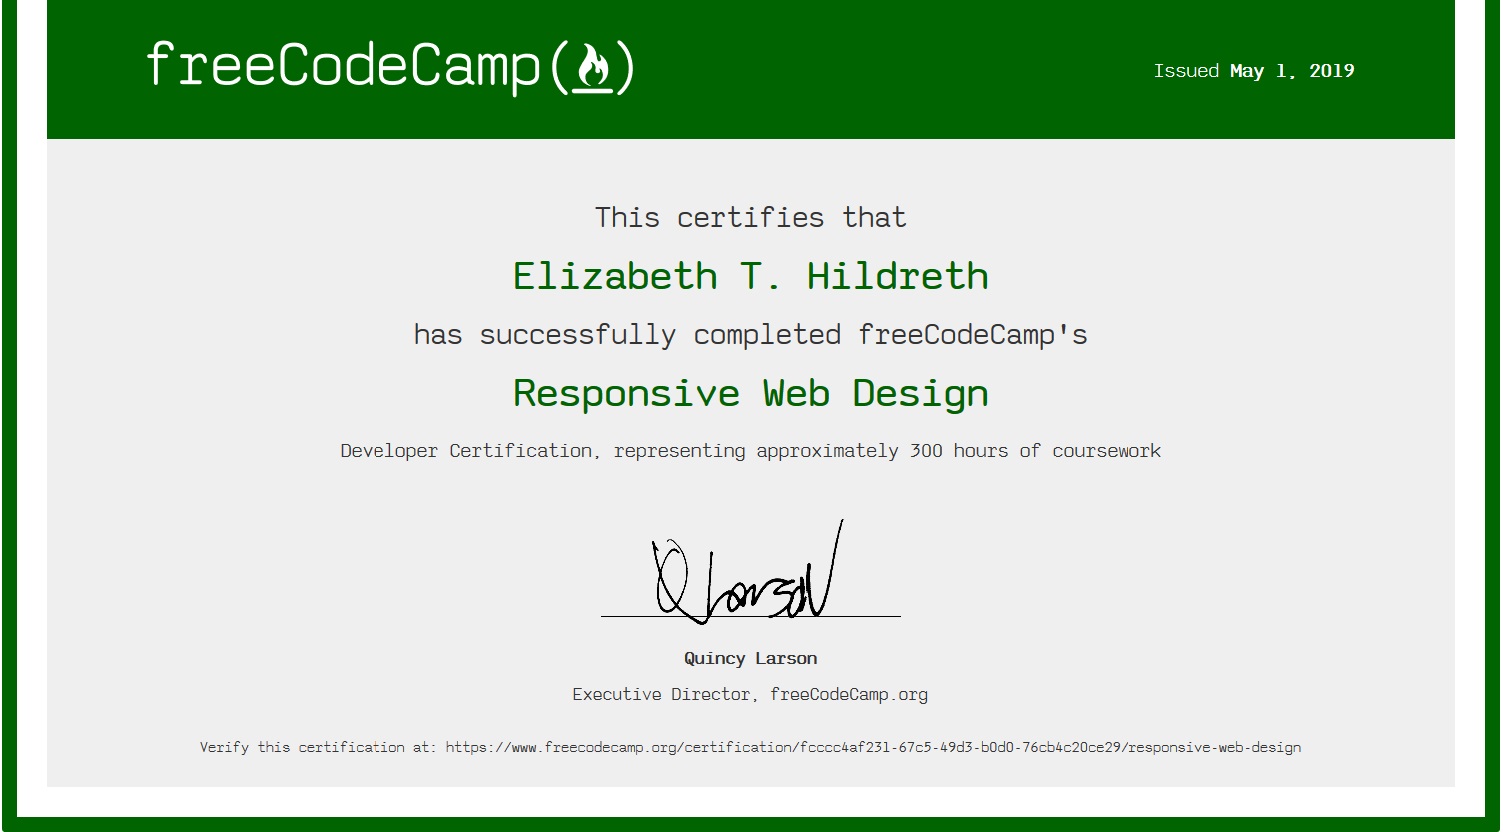 freeCodeCamp
Issued May 1, 2019
This certifies that
Elizabeth T. Hildreth
has successfully completed freeCodeCamp's
Responsive Web Design
Developer Certification, representing approximately 300 hours of coursework
Q Larson
Quincy Larson
Executive Director, freeCodeCamp.org
Verify this certification at: https://www.freecodecamp.org/certification/fcccc4af231-67c5-49d3-b0d0-76cb4c20ce29/responsive-web-design